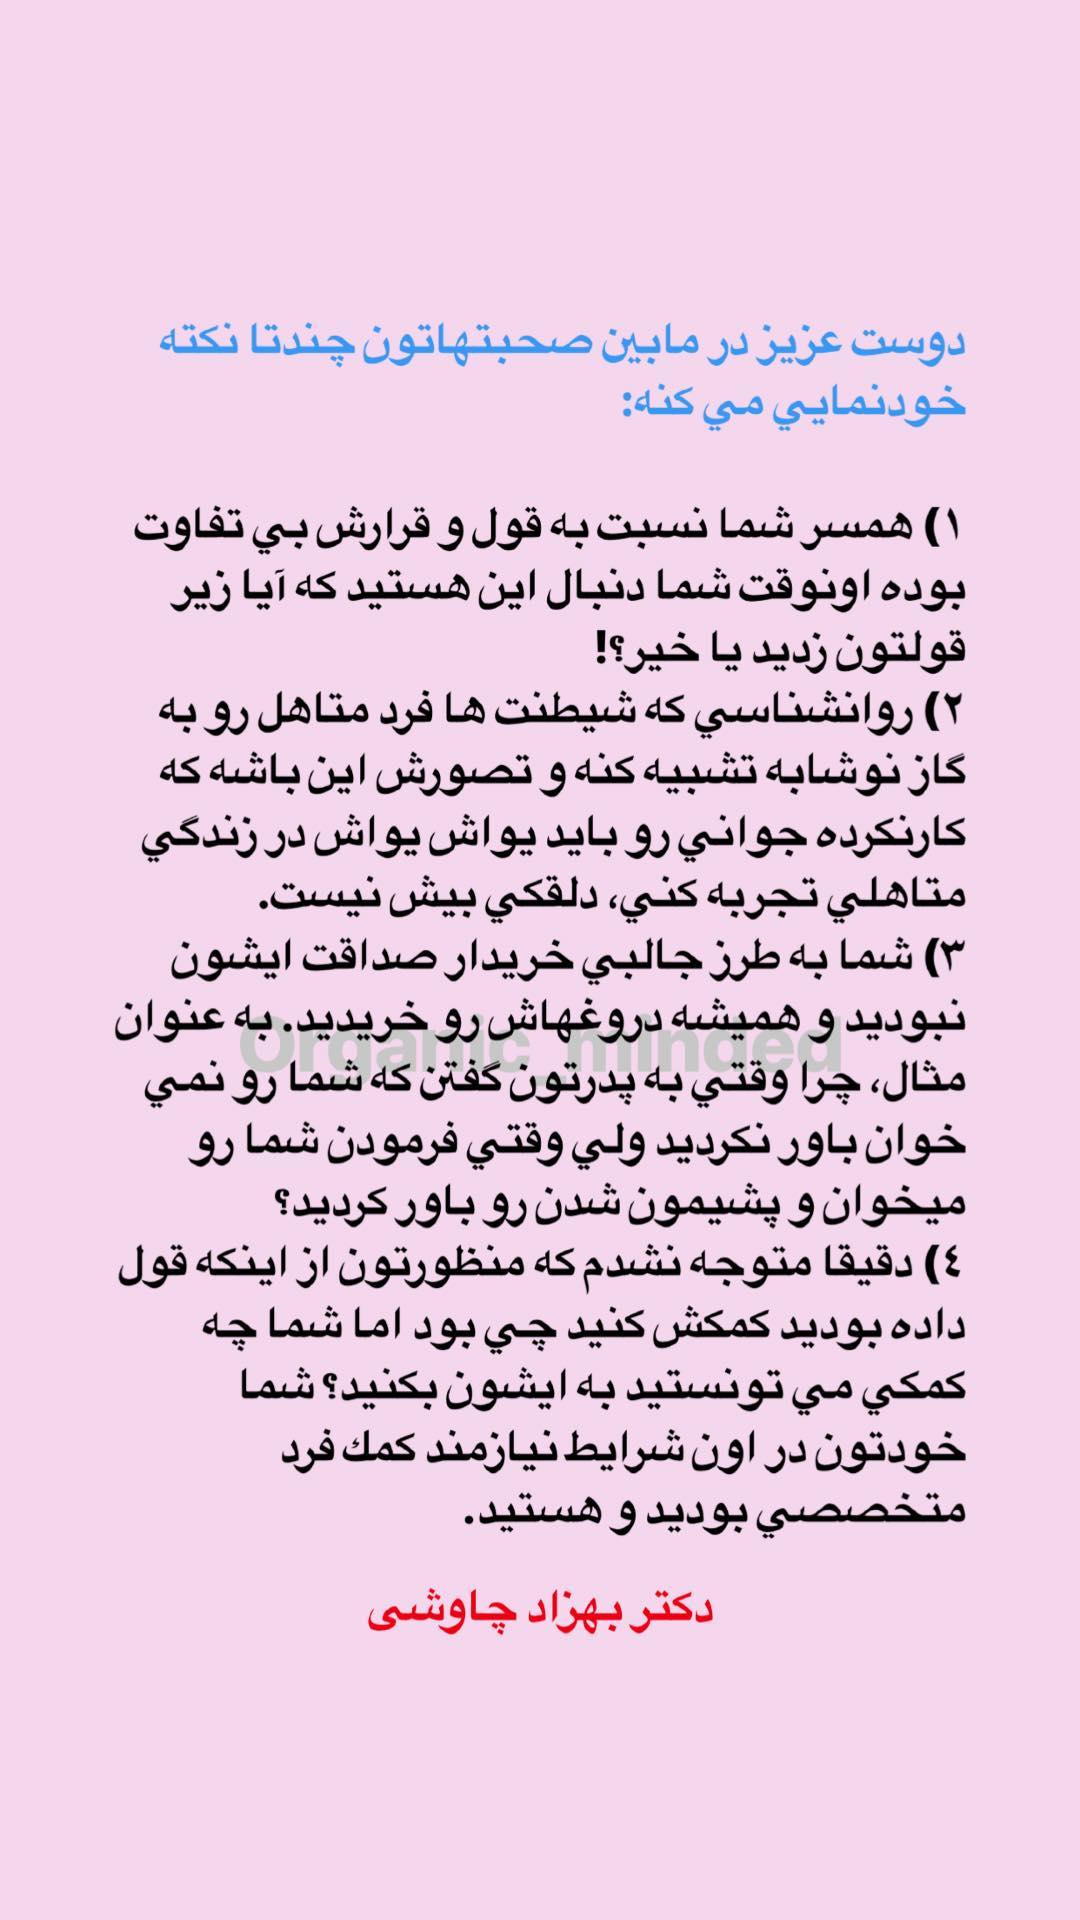 دوست عزیز در مابین صحبتهاتون چندتا نکته
خودنمایي مي کنه:
۱) همسر شما نسبت به قول و قرارش بي تفاوت
بوده اونوقت شما دنبال این هستید که آیا زیر
قولتون زدید یا خیر؟!
۲) روانشناسي که شیطنت ها فرد متاهل رو به
گاز نوشابه تشبیه کنه و تصورش این باشه که
کارنکرده جواني رو باید یواش یواش در زندگي
متاهلي تجربه کني، دلقکي بیش نیست.
۳) شما به طرز جالبي خریدار صداقت ایشون
نبودید و همیشه دروغهاش رو خریدید. به عنوان
Organic_minded
مثال، چرا وقتي به پدرتون گفتن که شما رو نمي
خوان باور نکردید ولي وقتي فرمودن شما رو
میخوان و پشیمون شدن رو باور کردید؟
٤) دقیقا متوجه نشدم که منظورتون از اینکه قول
داده بودید کمکش کنید چي بود اما شما چه
کمکي مي تونستید به ایشون بکنید؟ شما
خودتون در اون شرایط نیازمند كمك فرد
متخصصي بودید و هستید.
دکتر بهزاد چاوشی